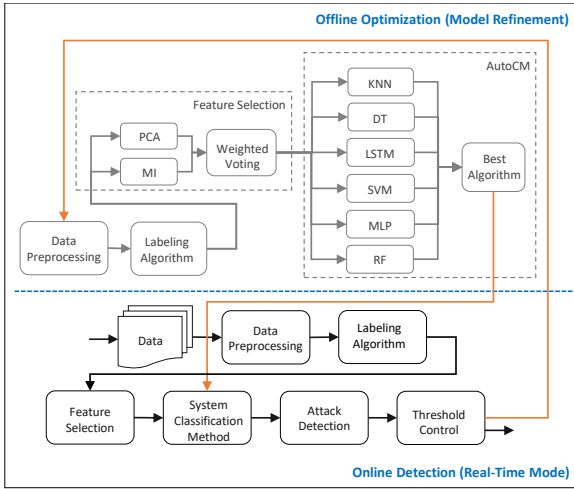 Offline Optimization (Model Refinement)
AutoCM
Feature Selection
PCA
MI
Weighted
Voting
KNN
DT
LSTM
SVM
MLP
RF
Best
Algorithm
Data
Preprocessing
Labeling
Algorithm
Data
Data
Preprocessing
Labeling
Algorithm
Feature
Selection
System
Classification
Method
Attack
Detection
Threshold
Control
Online Detection (Real-Time Mode)